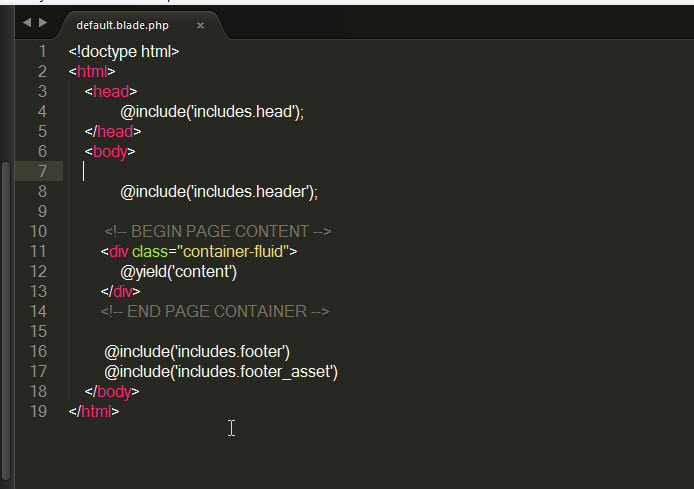 default.blade.php ×
1 <!doctype html>
2 <html>
3 <head>
4 @include('includes.head');
5 </head>
6 <body>
7
8 @include('includes.header');
9
10 <!-- BEGIN PAGE CONTENT -->
11 <div class="container-fluid">
12 @yield('content')
13 </div>
14 <!-- END PAGE CONTAINER -->
15
16 @include('includes.footer')
17 @include('includes.footer_asset')
18 </body>
19 </html>